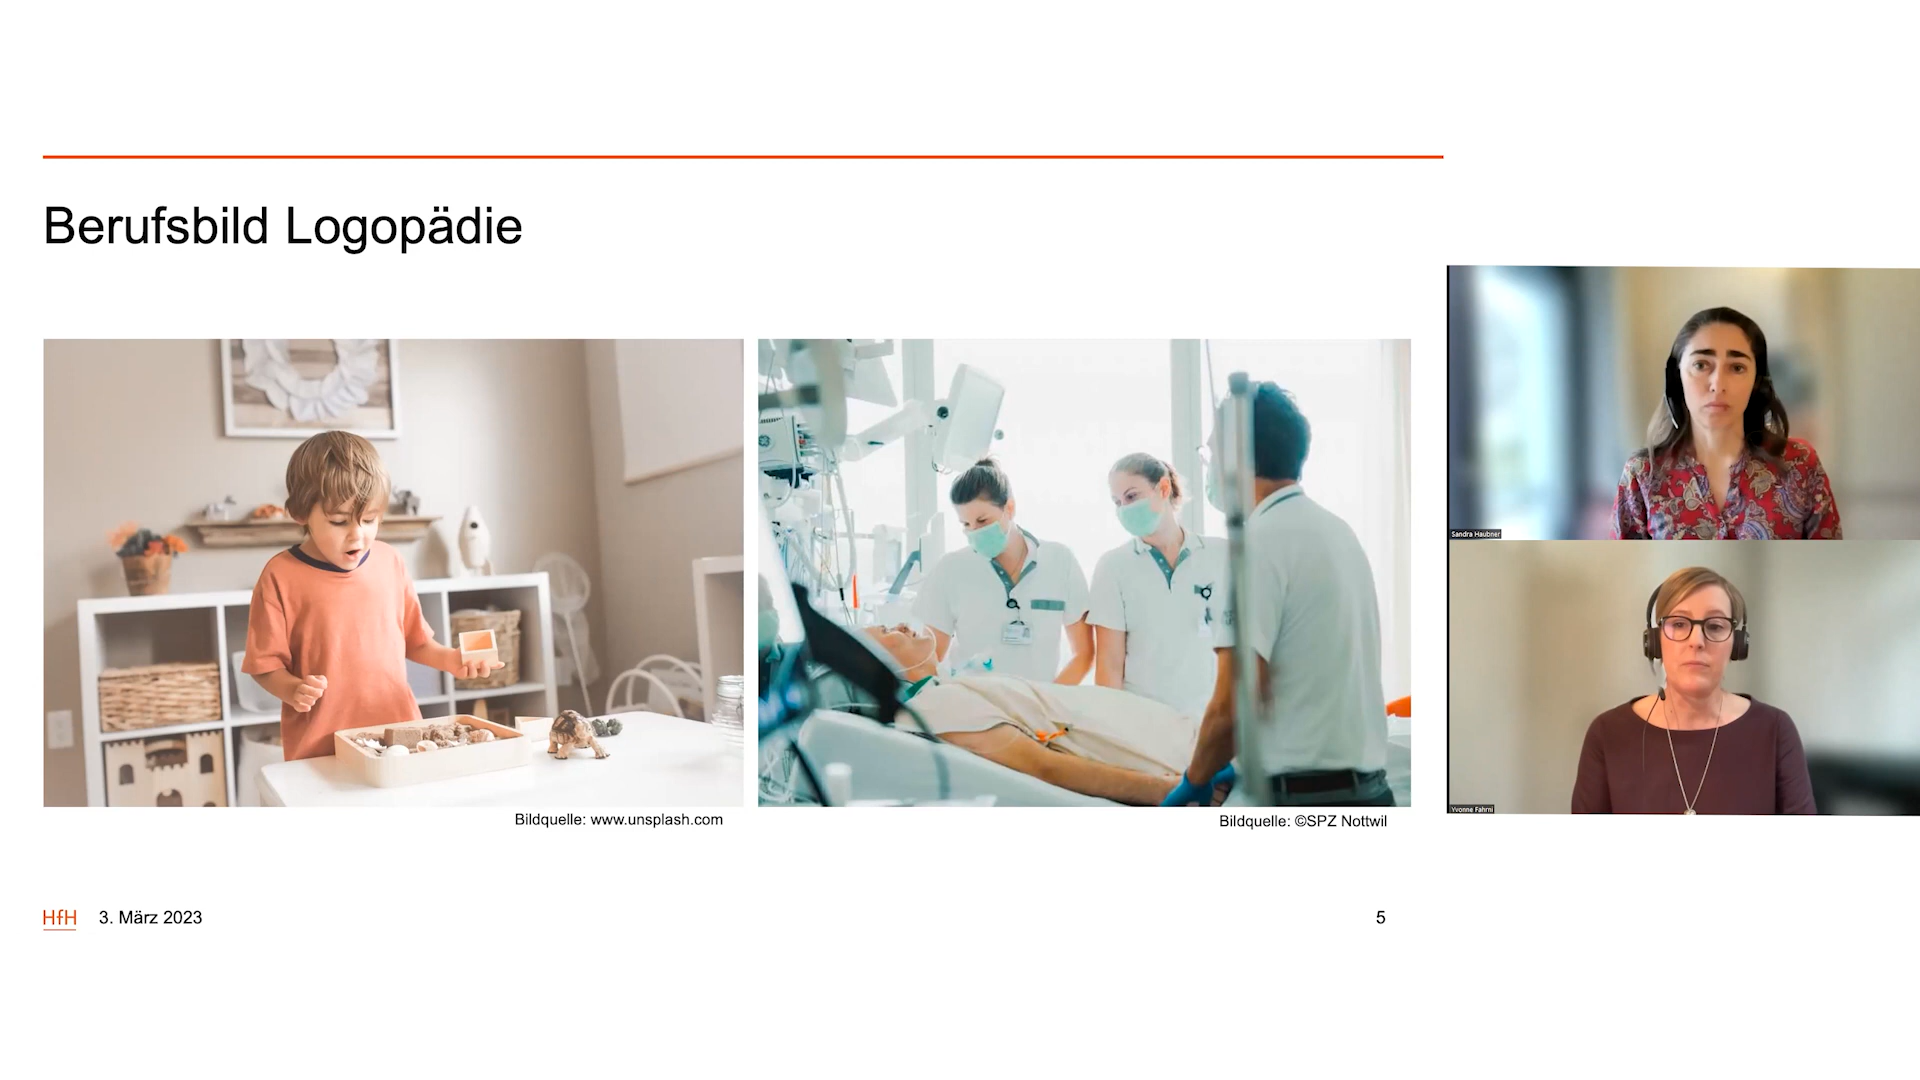 Berufsbild Logopädie
Sandra Haubner
Yvonne Fahrni
Bildquelle: www.unsplash.com
Bildquelle: ©SPZ Nottwil
HfH
3. März 2023
5